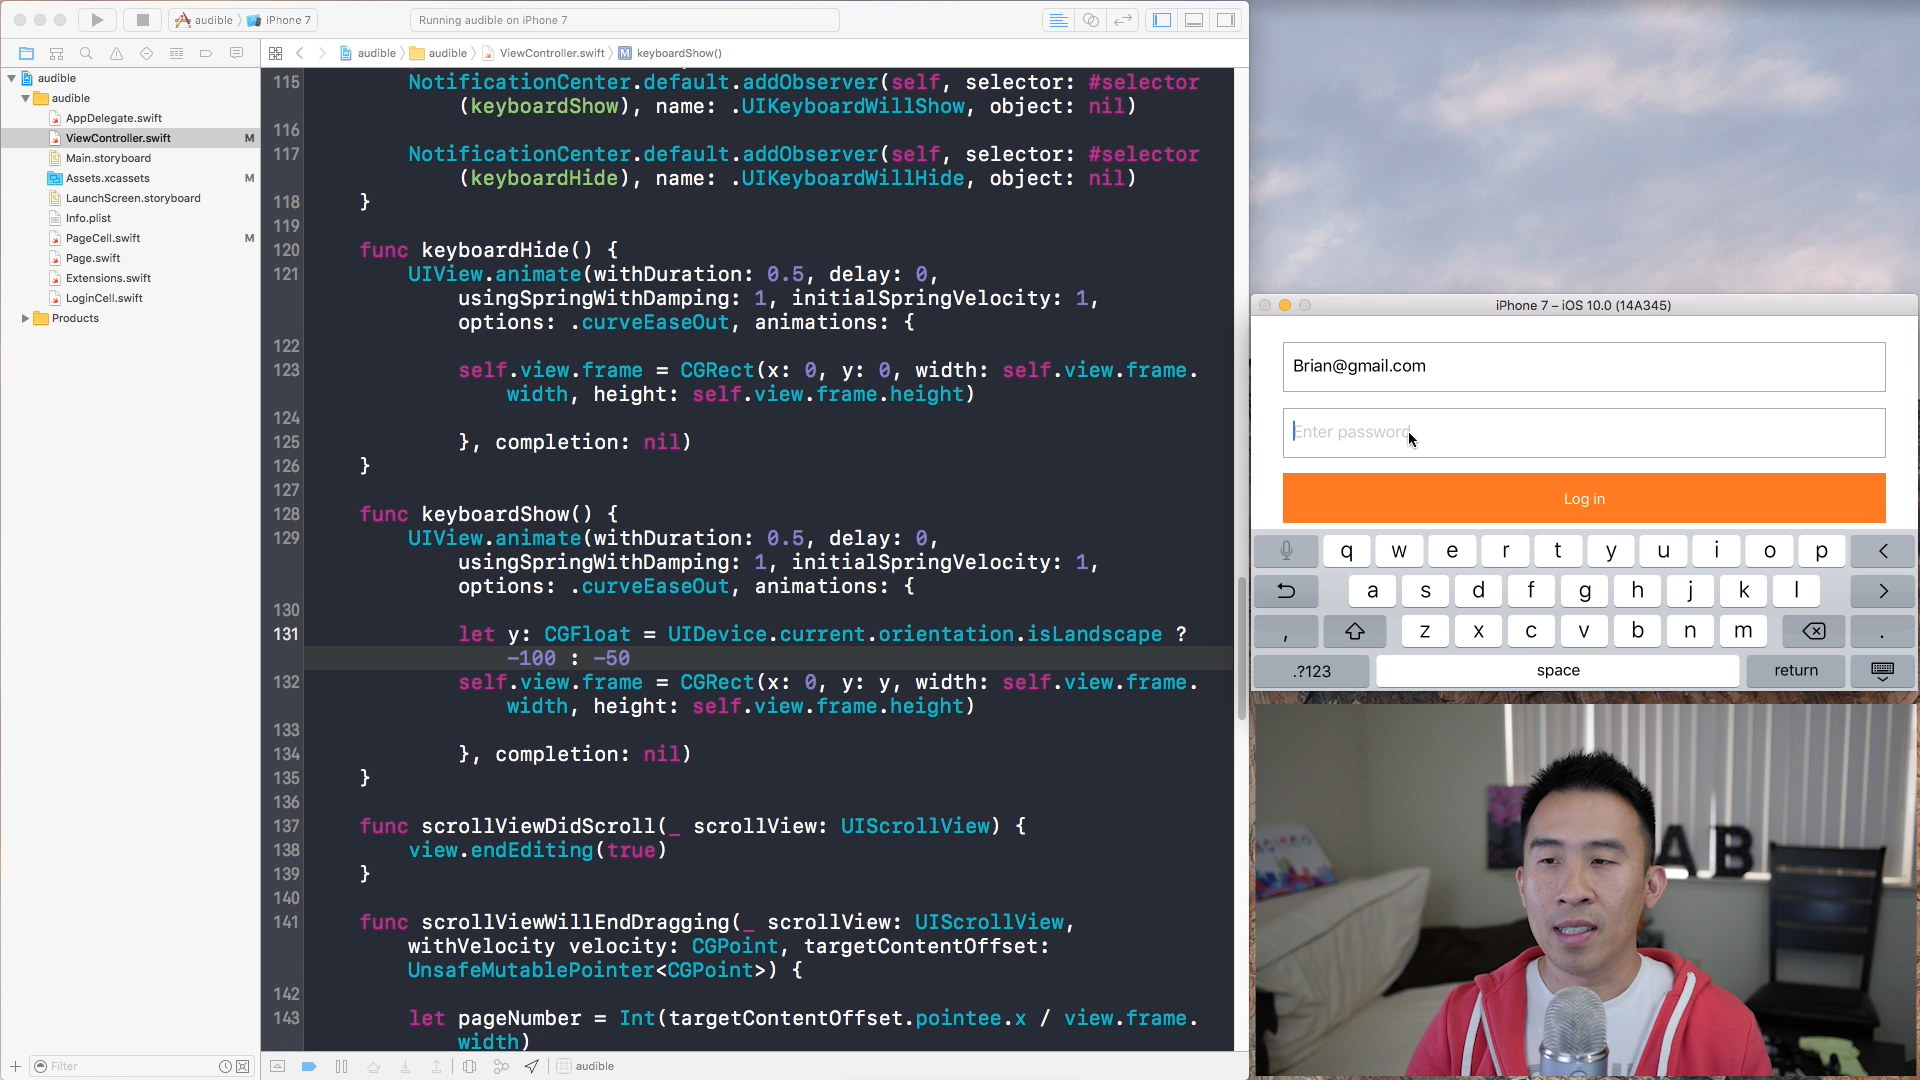 audible
iPhone 7
Running audible on iPhone 7
audible
audible
ViewController.swift
M
keyboardShow()
audible
audible
AppDelegate.swift
ViewController.swift
M
Main.storyboard
Assets.xcassets
M
LaunchScreen.storyboard
Info.plist
PageCell.swift
M
Page.swift
Extensions.swift
LoginCell.swift
Products
Filter
115 NotificationCenter.default.addObserver(self, selector: #selector
(keyboardShow), name: .UIKeyboardWillShow, object: nil)
116
117 NotificationCenter.default.addObserver(self, selector: #selector
(keyboardHide), name: .UIKeyboardWillHide, object: nil)
118 }
119
120 func keyboardHide() {
121 UIView.animate(withDuration: 0.5, delay: 0,
usingSpringWithDamping: 1, initialSpringVelocity: 1,
options: .curveEaseOut, animations: {
122
123 self.view.frame = CGRect(x: 0, y: 0, width: self.view.frame.
width, height: self.view.frame.height)
124
125 }, completion: nil)
126 }
127
128 func keyboardShow() {
129 UIView.animate(withDuration: 0.5, delay: 0,
usingSpringWithDamping: 1, initialSpringVelocity: 1,
options: .curveEaseOut, animations: {
130
131 let y: CGFloat = UIDevice.current.orientation.isLandscape ?
-100 : -50
132 self.view.frame = CGRect(x: 0, y: y, width: self.view.frame.
width, height: self.view.frame.height)
133
134 }, completion: nil)
135 }
136
137 func scrollViewDidScroll(_ scrollView: UIScrollView) {
138 view.endEditing(true)
139 }
140
141 func scrollViewWillEndDragging(_ scrollView: UIScrollView,
withVelocity velocity: CGPoint, targetContentOffset:
UnsafeMutablePointer<CGPoint>) {
142
143 let pageNumber = Int(targetContentOffset.pointee.x / view.frame.
width)
audible
iPhone 7 – iOS 10.0 (14A345)
Brian@gmail.com
Enter password
Log in
q w e r t y u i o p
a s d f g h j k l
, z x c v b n m .
.?123 space return
AB